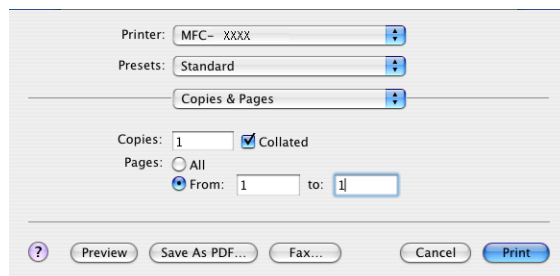 Printer: MFC- XXXX
Presets: Standard
Copies & Pages
Copies: 1 Collated
Pages: All
From: 1 to: 1
? Preview Save As PDF... Fax... Cancel Print